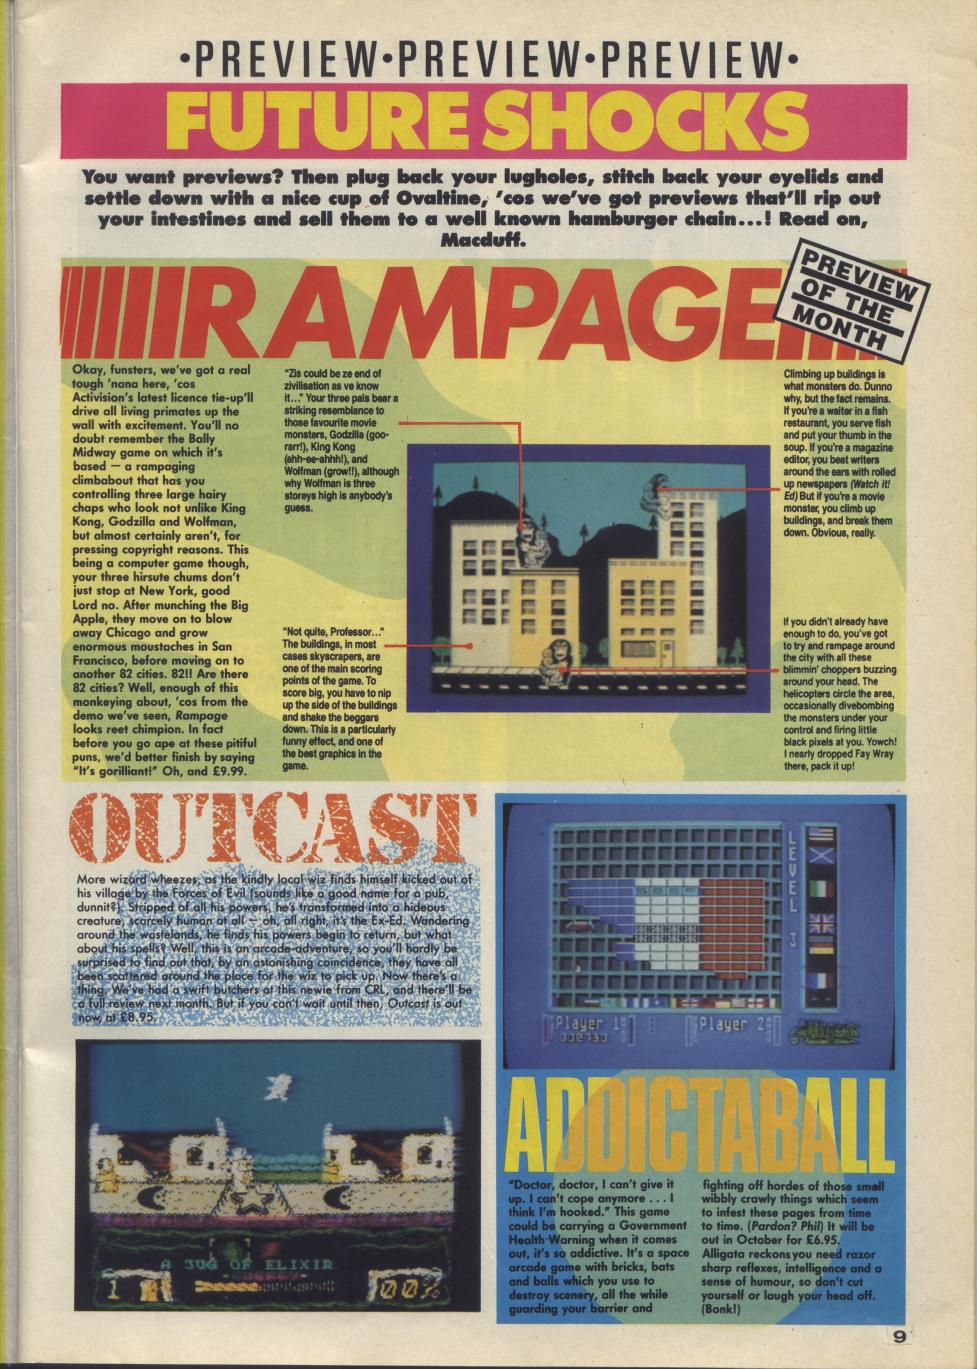 •PREVIEW•PREVIEW•PREVIEW•
FUTURE SHOCKS
You want previews? Then plug back your lugholes, stitch back your eyelids and
settle down with a nice cup of Ovaltine, 'cos we've got previews that'll rip out
your intestines and sell them to a well known hamburger chain...! Read on,
Macduff.
RAMPAGE
PREVIEW
OF THE
MONTH
Okay, funsters, we've got a real
tough 'nana here, 'cos
Activision's latest licence tie-up'll
drive all living primates up the
wall with excitement. You'll no
doubt remember the Bally
Midway game on which it's
based — a rampaging
climbabout that has you
controlling three large hairy
chaps who look not unlike King
Kong, Godzilla and Wolfman,
but almost certainly aren't, for
pressing copyright reasons. This
being a computer game though,
your three hirsute chums don't
just stop at New York, good
Lord no. After munching the Big
Apple, they move on to blow
away Chicago and grow
enormous moustaches in San
Francisco, before moving on to
another 82 cities. 82!! Are there
82 cities? Well, enough of this
monkeying about, 'cos from the
demo we've seen, Rampage
looks reet chimpion. In fact
before you go ape at these pitiful
puns, we'd better finish by saying
"It's gorilliant!" Oh, and £9.99.
"Zis could be ze end of
zivilisation as ve know
it..." Your three pals bear a
striking resemblance to
those favourite movie
monsters, Godzilla (goo-
rarr!), King Kong
(ahh-ee-ahhh!), and
Wolfman (grow!!), although
why Wolfman is three
storeys high is anybody's
guess.
"Not quite, Professor..."
The buildings, in most
cases skyscrapers, are
one of the main scoring
points of the game. To
score big, you have to nip
up the side of the buildings
and shake the beggars
down. This is a particularly
funny effect, and one of
the best graphics in the
game.
Climbing up buildings is
what monsters do. Dunno
why, but the fact remains.
If you're a waiter in a fish
restaurant, you serve fish
and put your thumb in the
soup. If you're a magazine
editor, you beat writers
around the ears with rolled
up newspapers (Watch it!
Ed) But if you're a movie
monster, you climb up
buildings, and break them
down. Obvious, really.
If you didn't already have
enough to do, you've got
to try and rampage around
the city with all these
blimmin' choppers buzzing
around your head. The
helicopters circle the area,
occasionally divebombing
the monsters under your
control and firing little
black pixels at you. Yowch!
I nearly dropped Fay Wray
there, pack it up!
OUTCAST
More wizard wheezes, as the kindly local wiz finds himself kicked out of
his village by the Forces of Evil (sounds like a good name for a pub,
dunnit?). Stripped of all his powers, he's transformed into a hideous
creature, scarcely human at all — oh, all right, it's the Ex-Ed. Wandering
around the wastelands, he finds his powers begin to return, but what
about his spells? Well, this is an arcade-adventure, so you'll hardly be
surprised to find out that, by an astonishing coincidence, they have all
been scattered around the place for the wiz to pick up. Now there's a
thing. We've had a swift butchers at this newie from CRL, and there'll be
a full review next month. But if you can't wait until then, Outcast is out
now, at £8.95.
A JUG OF ELIXIR
ENERGY
1
00%
LEVEL 3
Player 1
002730
Player 2
ADDICTABALL
"Doctor, doctor, I can't give it
up. I can't cope anymore . . . I
think I'm hooked." This game
could be carrying a Government
Health Warning when it comes
out, it's so addictive. It's a space
arcade game with bricks, bats
and balls which you use to
destroy scenery, all the while
guarding your barrier and
fighting off hordes of those small
wibbly crawly things which seem
to infest these pages from time
to time. (Pardon? Phil) It will be
out in October for £6.95.
Alligata reckons you need razor
sharp reflexes, intelligence and a
sense of humour, so don't cut
yourself or laugh your head off.
(Bonk!)
9